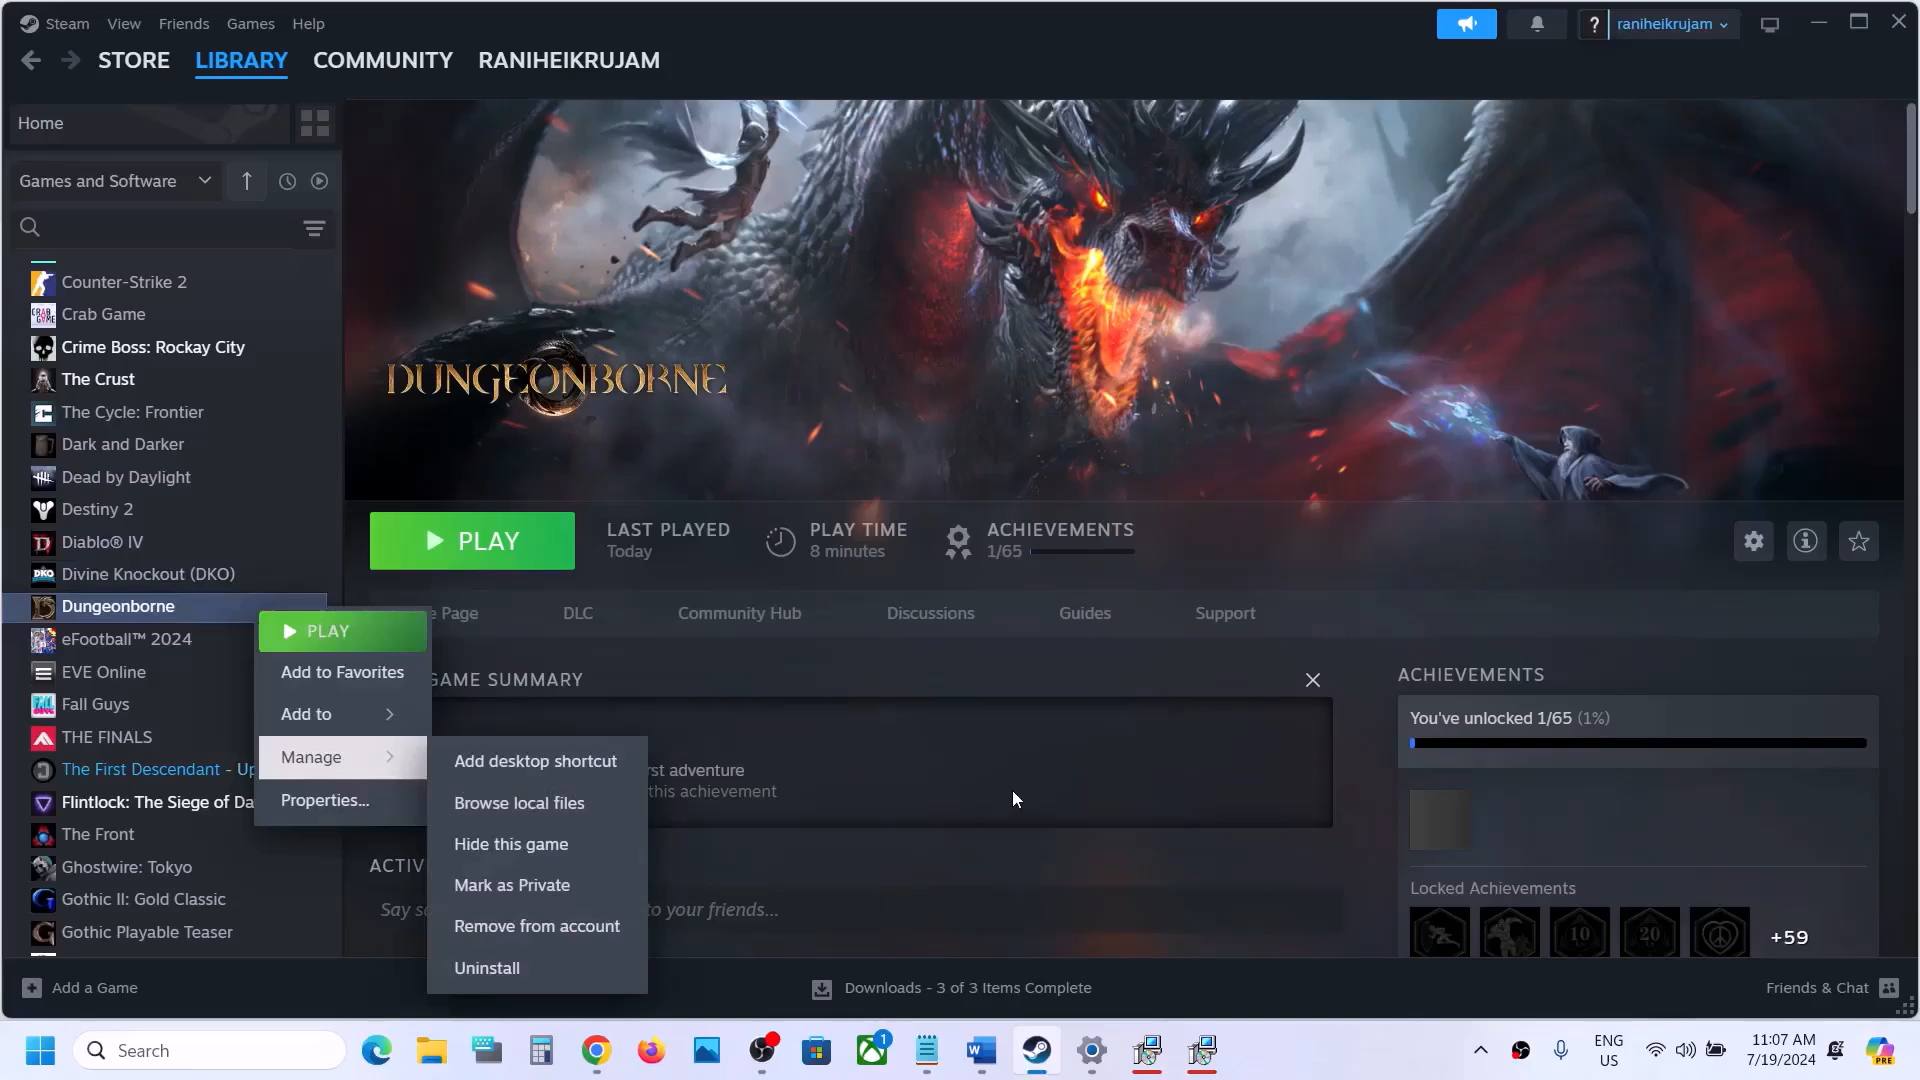 Steam View Friends Games Help
? raniheikrujam
STORE LIBRARY COMMUNITY RANIHEIKRUJAM
Home
Games and Software
Counter-Strike 2
Crab Game
Crime Boss: Rockay City
The Crust
The Cycle: Frontier
Dark and Darker
Dead by Daylight
Destiny 2
Diablo® IV
Divine Knockout (DKO)
Dungeonborne
eFootball™ 2024
EVE Online
Fall Guys
THE FINALS
The First Descendant - Up
Flintlock: The Siege of Da
The Front
Ghostwire: Tokyo
Gothic II: Gold Classic
Gothic Playable Teaser
DUNGEONBORNE
PLAY
LAST PLAYED
Today
PLAY TIME
8 minutes
ACHIEVEMENTS
1/65
e Page DLC Community Hub Discussions Guides Support
PLAY
Add to Favorites
Add to
Manage
Properties...
Add desktop shortcut
Browse local files
Hide this game
Mark as Private
Remove from account
Uninstall
GAME SUMMARY
rst adventure
this achievement
ACTIV
Say so
o your friends...
ACHIEVEMENTS
You've unlocked 1/65 (1%)
Locked Achievements
10 20 +59
Add a Game
Downloads - 3 of 3 Items Complete
Friends & Chat
Search
1
ENG
US
11:07 AM
7/19/2024
PRE